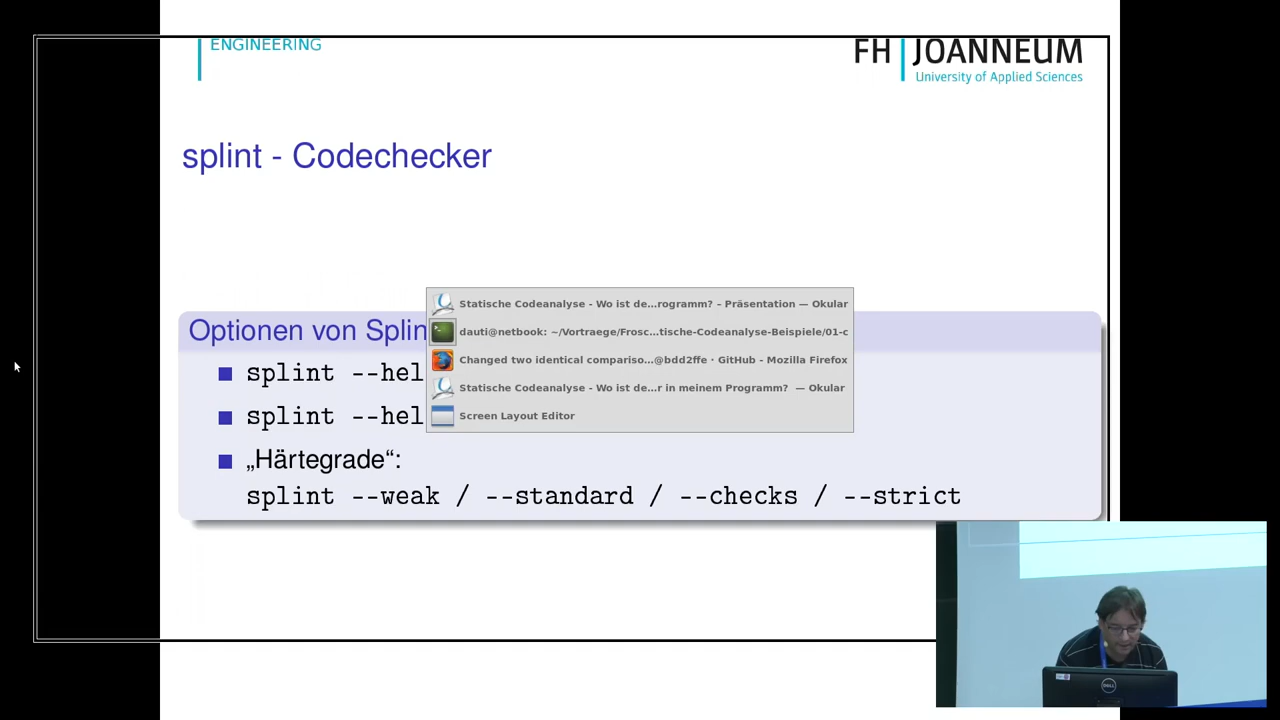 ENGINEERING
FH JOANNEUM
University of Applied Sciences
splint - Codechecker
Optionen von Splin
splint --hel
splint --hel
„Härtegrade“:
splint --weak / --standard / --checks / --strict
Statische Codeanalyse - Wo ist de...rogramm? – Präsentation — Okular
dauti@netbook: ~/Vortraege/Frosc...tische-Codeanalyse-Beispiele/01-c
Changed two identical compariso...@bdd2ffe · GitHub - Mozilla Firefox
Statische Codeanalyse - Wo ist de...r in meinem Programm? — Okular
Screen Layout Editor
DELL